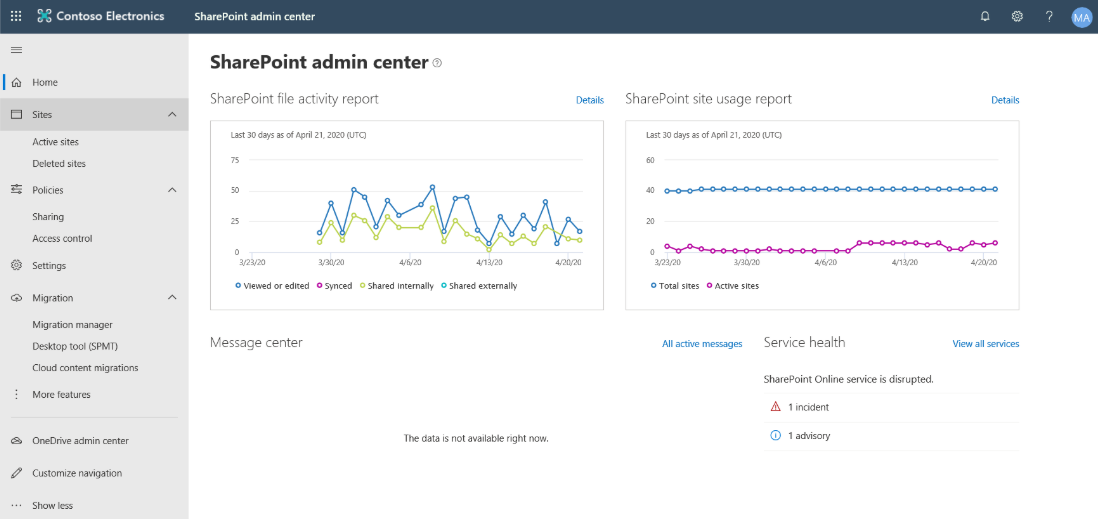 Contoso Electronics
SharePoint admin center
?
MA
Home
Sites
Active sites
Deleted sites
Policies
Sharing
Access control
Settings
Migration
Migration manager
Desktop tool (SPMT)
Cloud content migrations
More features
OneDrive admin center
Customize navigation
Show less
SharePoint admin center
SharePoint file activity report
Details
Last 30 days as of April 21, 2020 (UTC)
75
50
25
0
3/23/20 3/30/20 4/6/20 4/13/20 4/20/20
Viewed or edited Synced Shared internally Shared externally
SharePoint site usage report
Details
Last 30 days as of April 21, 2020 (UTC)
60
40
20
0
3/23/20 3/30/20 4/6/20 4/13/20 4/20/20
Total sites Active sites
Message center
All active messages
The data is not available right now.
Service health
View all services
SharePoint Online service is disrupted.
1 incident
1 advisory